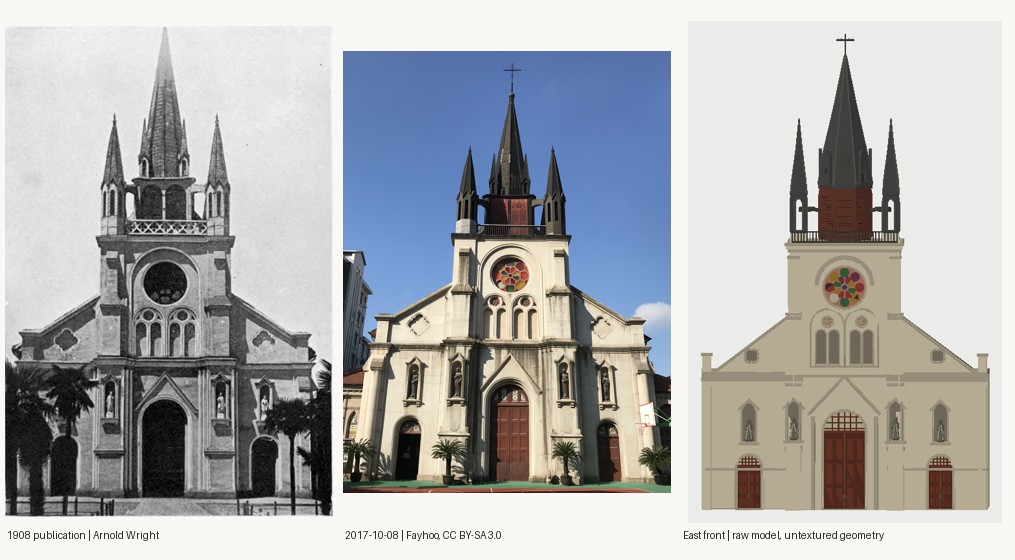 1908 publication | Arnold Wright
2017-10-08 | Fayhoo, CC BY-SA 3.0
East front | raw model, untextured geometry